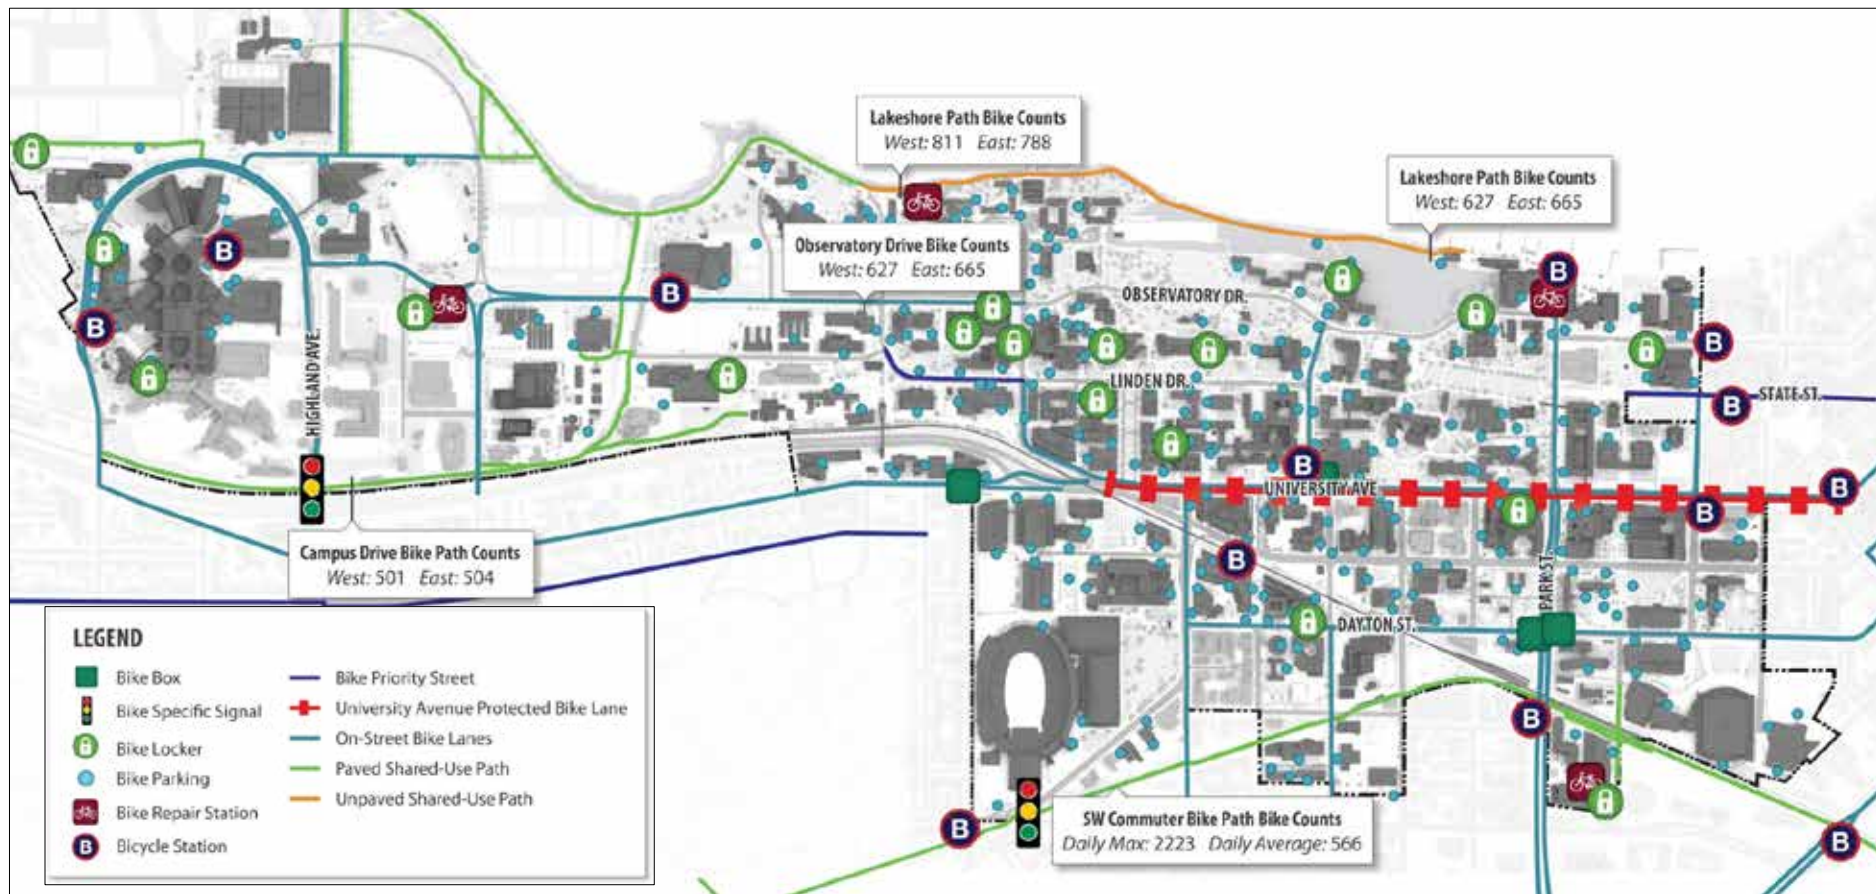 Lakeshore Path Bike Counts
West: 811 East: 788
Lakeshore Path Bike Counts
West: 627 East: 665
Observatory Drive Bike Counts
West: 627 East: 665
OBSERVATORY DR.
HIGHLAND AVE.
LINDEN DR.
STATE ST.
UNIVERSITY AVE
Campus Drive Bike Path Counts
West: 501 East: 504
PARK ST.
DAYTON ST.
SW Commuter Bike Path Bike Counts
Daily Max: 2223 Daily Average: 566
LEGEND
Bike Box
Bike Specific Signal
Bike Locker
Bike Parking
Bike Repair Station
B Bicycle Station
Bike Priority Street
University Avenue Protected Bike Lane
On-Street Bike Lanes
Paved Shared-Use Path
Unpaved Shared-Use Path
B
B
B
B
B
B
B
B
B
B
B
B
B